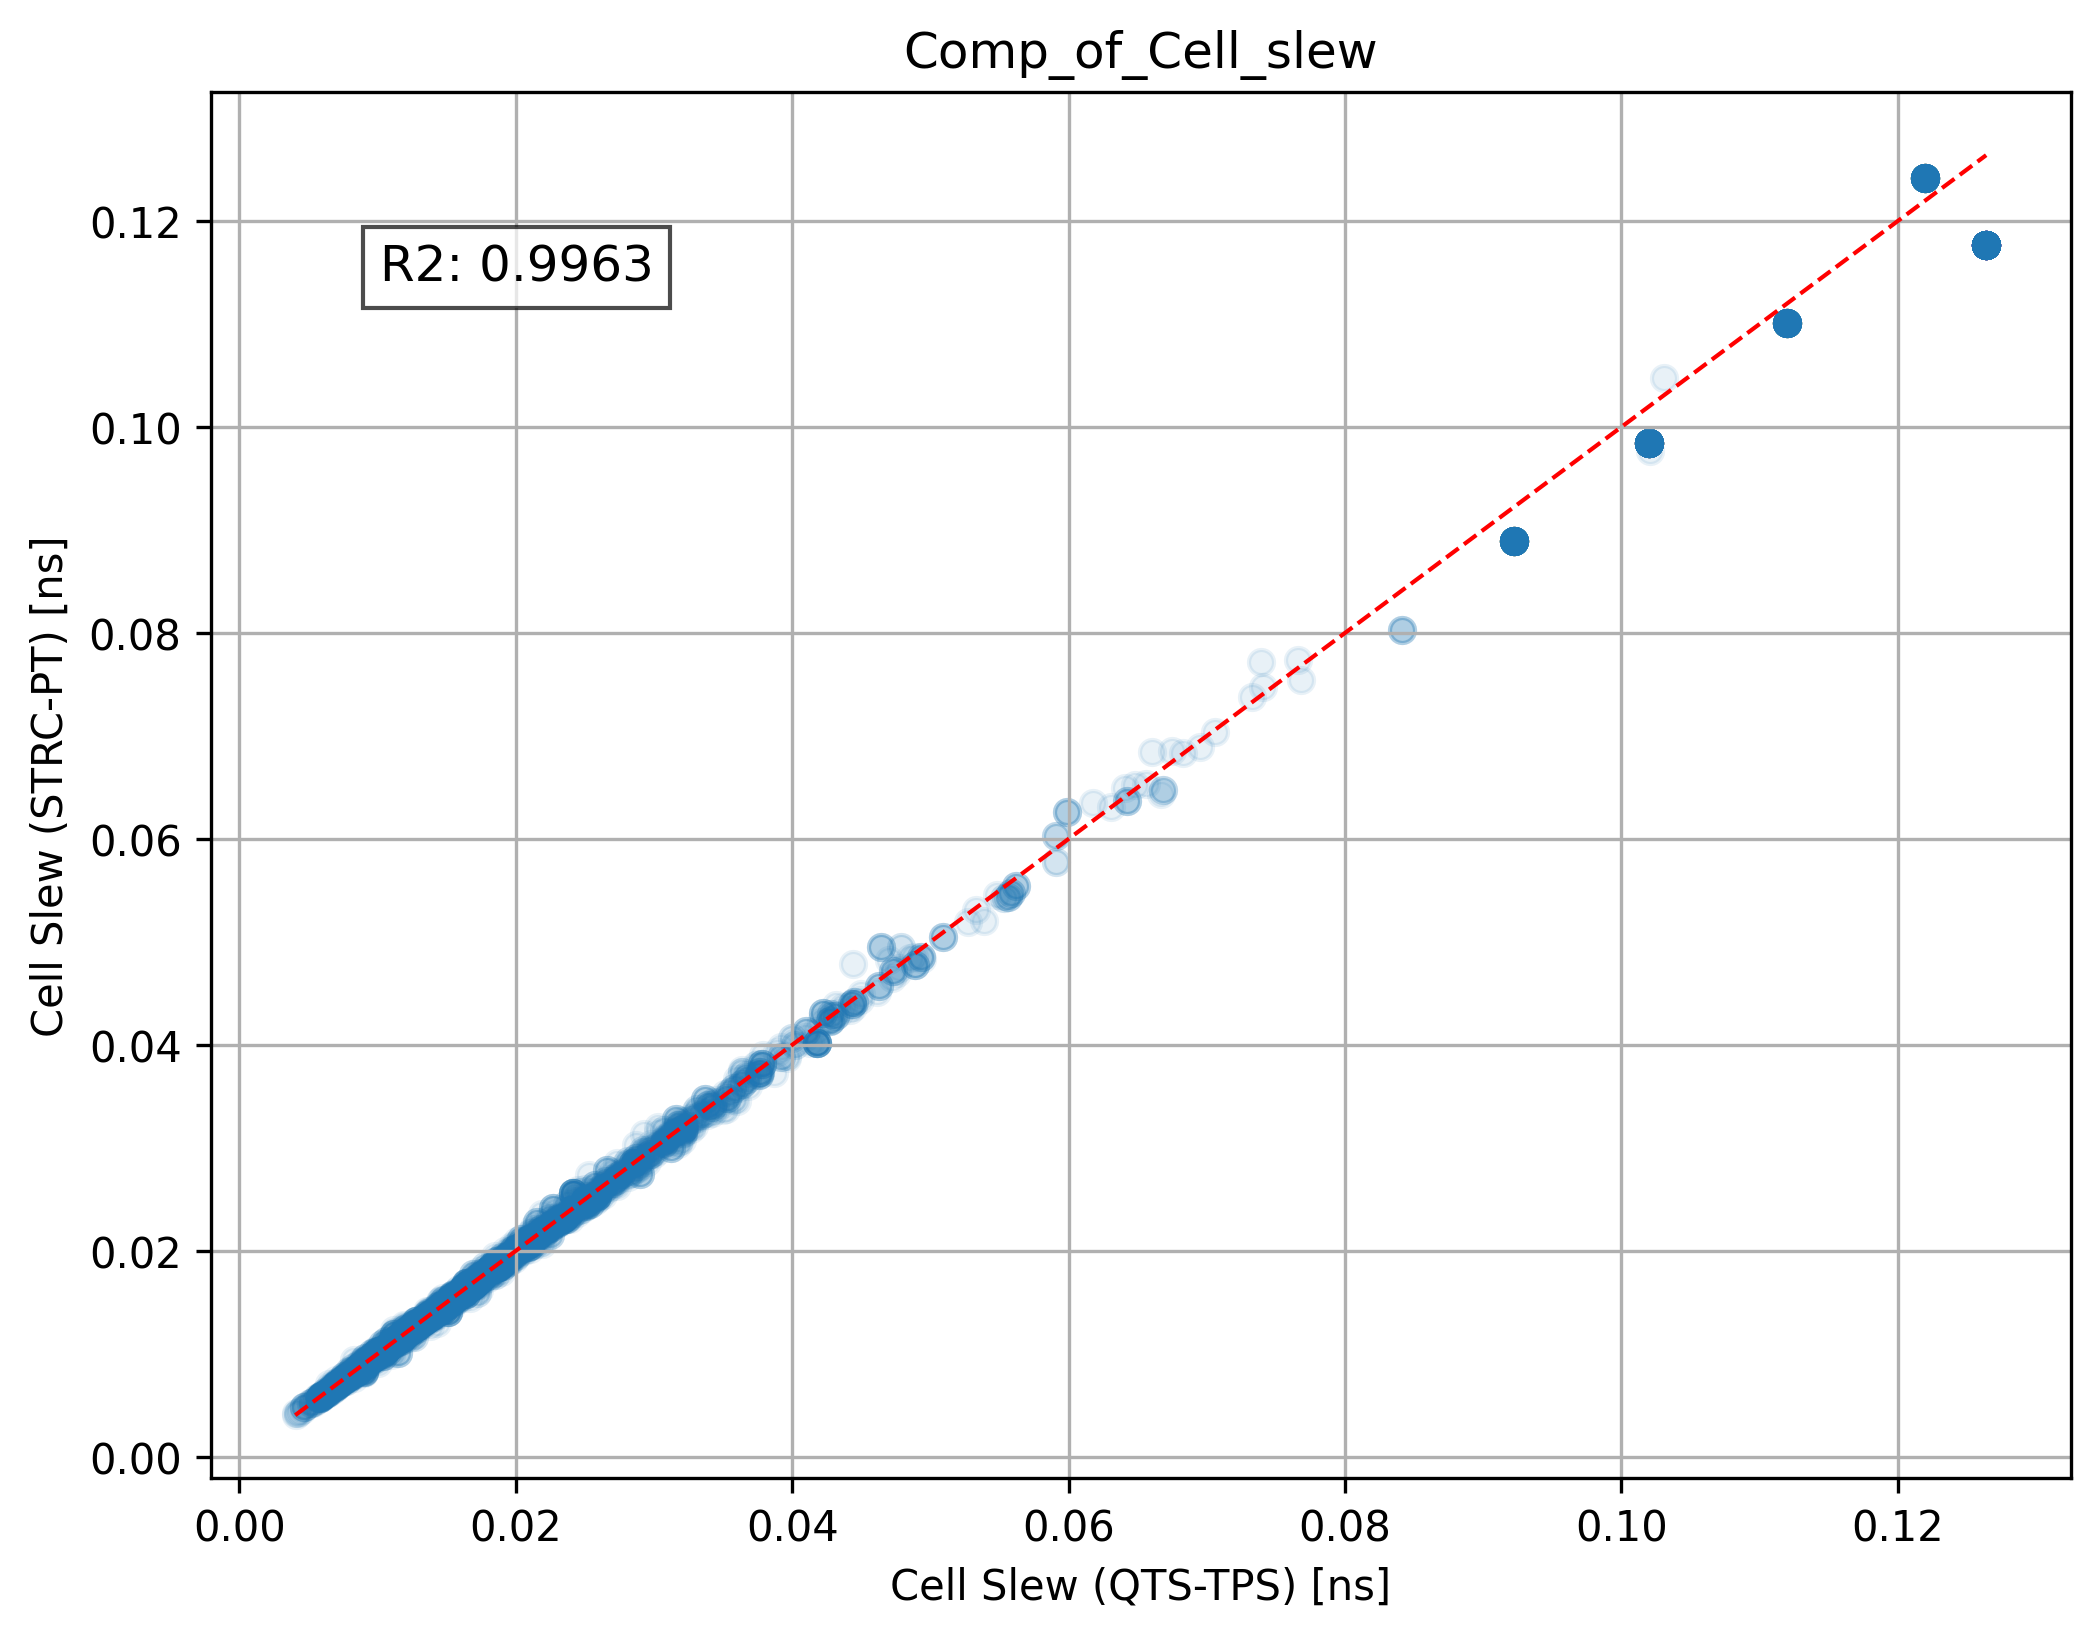 Comp_of_Cell_slew
R2: 0.9963
Cell Slew (STRC-PT) [ns]
0.12
0.10
0.08
0.06
0.04
0.02
0.00
0.00 0.02 0.04 0.06 0.08 0.10 0.12
Cell Slew (QTS-TPS) [ns]